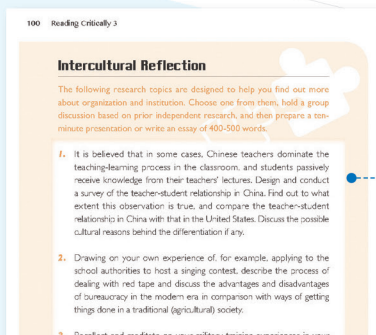 100 Reading Critically 3
Intercultural Reflection
The following research topics are designed to help you find out more
about organization and institution. Choose one from them, hold a group
discussion based on prior independent research, and then prepare a ten-
minute presentation or write an essay of 400-500 words.
1. It is believed that in some cases, Chinese teachers dominate the
teaching-learning process in the classroom, and students passively
receive knowledge from their teachers' lectures. Design and conduct
a survey of the teacher-student relationship in China. Find out to what
extent this observation is true, and compare the teacher-student
relationship in China with that in the United States. Discuss the possible
cultural reasons behind the differentiation if any.
2. Drawing on your own experience of, for example, applying to the
school authorities to host a singing contest, describe the process of
dealing with red tape and discuss the advantages and disadvantages
of bureaucracy in the modern era in comparison with ways of getting
things done in a traditional (agricultural) society.